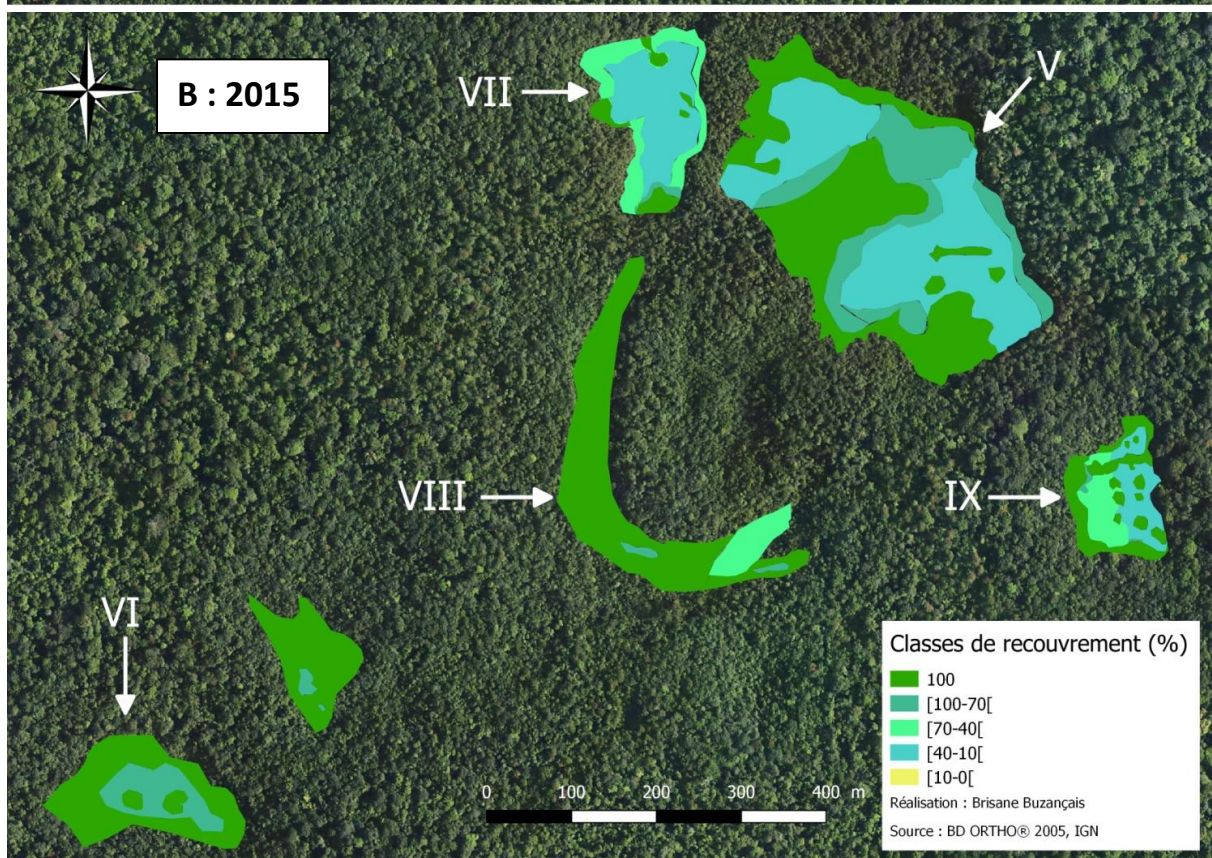 B : 2015
VII
V
VIII
IX
VI
0 100 200 300 400 m
Classes de recouvrement (%)
100
[100-70[
[70-40[
[40-10[
[10-0[
Réalisation : Brisane Buzançais
Source : BD ORTHO® 2005, IGN